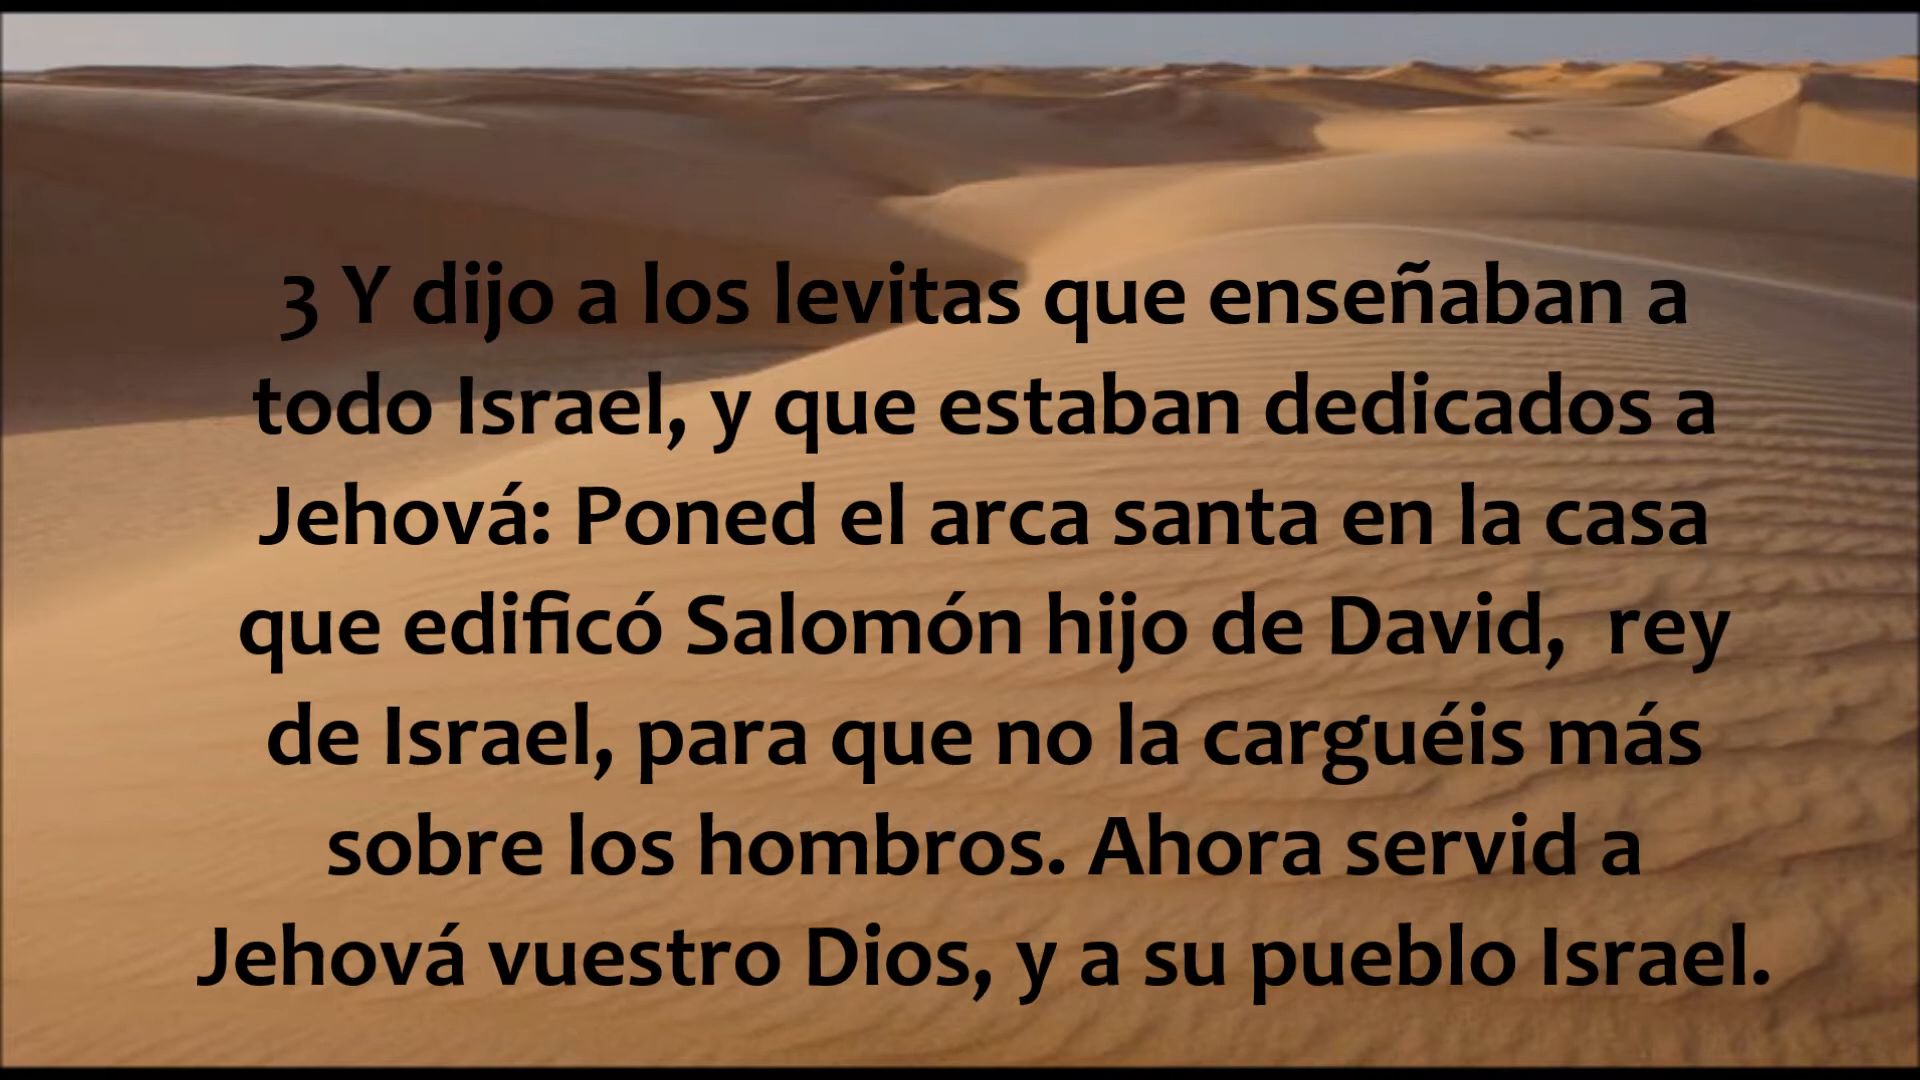 3 Y dijo a los levitas que enseñaban a
todo Israel, y que estaban dedicados a
Jehová: Poned el arca santa en la casa
que edificó Salomón hijo de David,  rey
de Israel, para que no la carguéis más
sobre los hombros. Ahora servid a
Jehová vuestro Dios, y a su pueblo Israel.